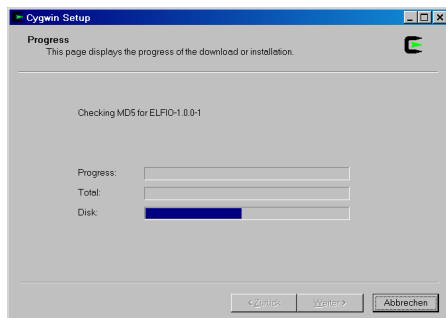 Cygwin Setup
Progress
This page displays the progress of the download or installation.
Checking MD5 for ELFIO-1.0.0-1
Progress:
Total:
Disk:
< Zurück
Weiter >
Abbrechen